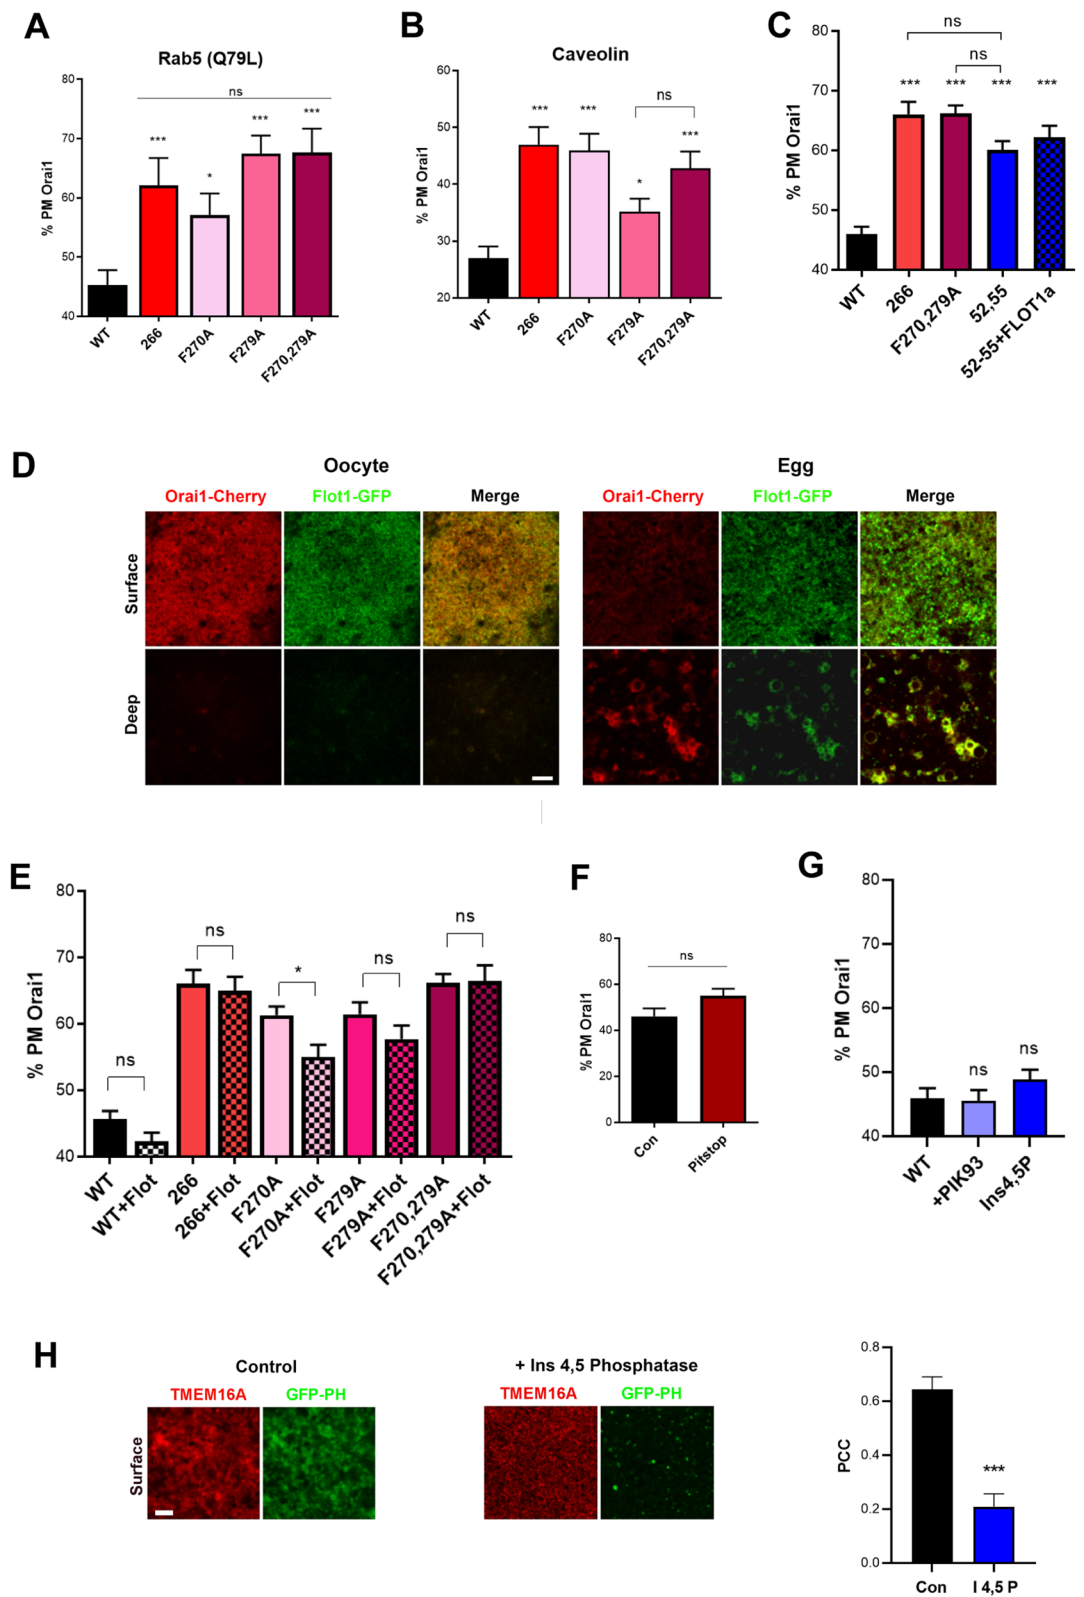 A
Rab5 (Q79L)
% PM Orai1
80
70
60
50
40
ns
***
*
***
***
WT
266
F270A
F279A
F270,279A
B
Caveolin
% PM Orai1
60
50
40
30
20
***
***
*
ns
***
WT
266
F270A
F279A
F270,279A
C
% PM Orai1
80
70
60
50
40
ns
ns
***
***
***
***
WT
266
F270,279A
52,55
52-55+FLOT1a
D
Oocyte
Egg
Orai1-Cherry
Flot1-GFP
Merge
Orai1-Cherry
Flot1-GFP
Merge
Surface
Deep
E
% PM Orai1
80
70
60
50
40
ns
ns
*
ns
ns
WT
WT+Flot
266
266+Flot
F270A
F270A+Flot
F279A
F279A+Flot
F270,279A
F270,279A+Flot
F
% PM Orai1
80
60
40
20
0
ns
Con
Pitstop
G
% PM Orai1
80
70
60
50
40
ns
ns
WT
+PIK93
Ins4,5P
H
Control
TMEM16A
GFP-PH
Surface
+ Ins 4,5 Phosphatase
TMEM16A
GFP-PH
PCC
0.8
0.6
0.4
0.2
0.0
***
Con
I 4,5 P